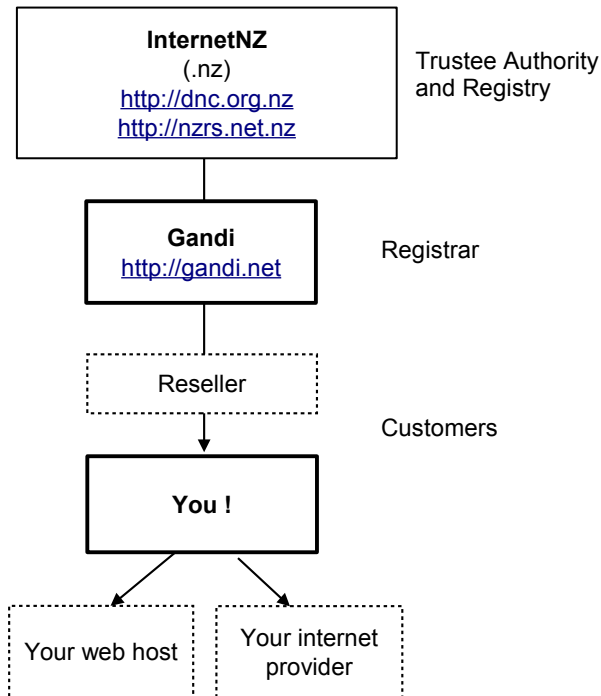 InternetNZ
(.nz)
http://dnc.org.nz
http://nzrs.net.nz
Trustee Authority
and Registry
Gandi
http://gandi.net
Registrar
Reseller
Customers
You !
Your web host
Your internet
provider